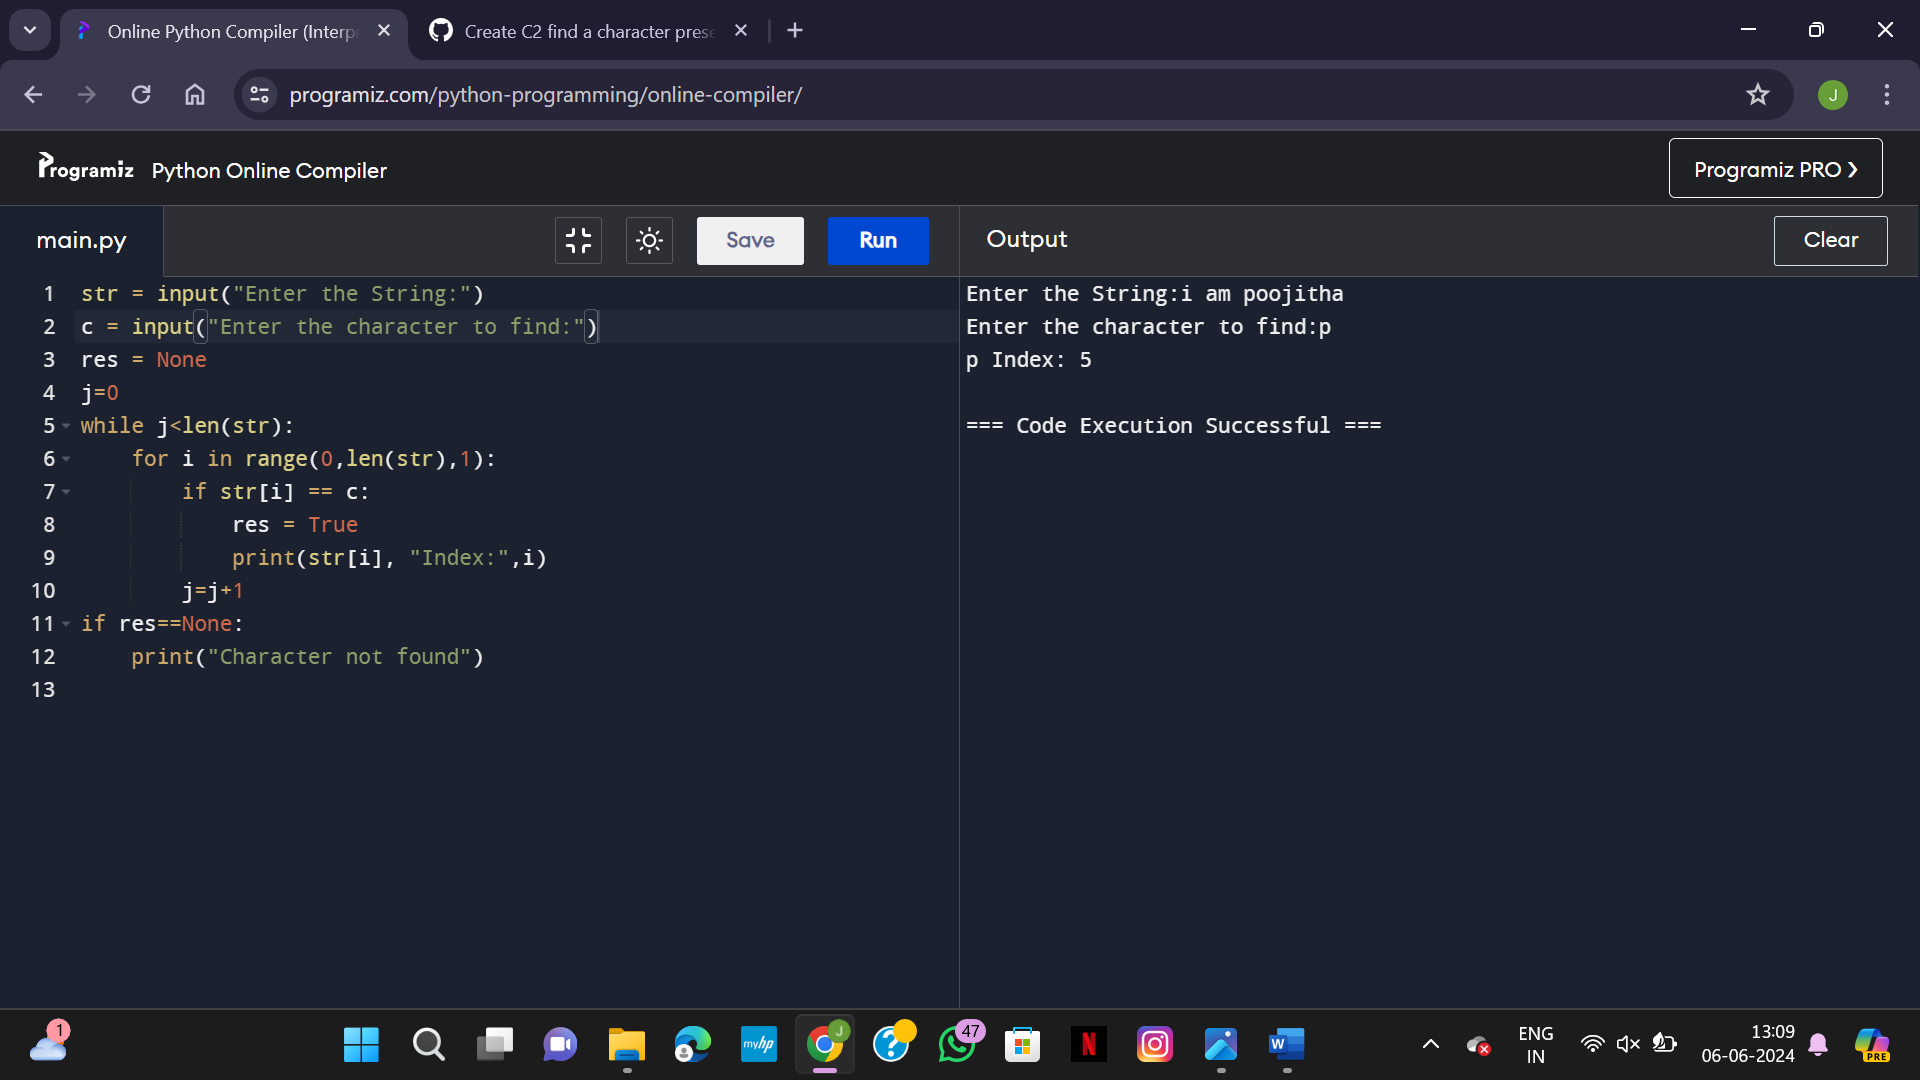 Online Python Compiler (Interp
Create C2 find a character prese
programiz.com/python-programming/online-compiler/
J
Programiz
Python Online Compiler
Programiz PRO ❯
main.py
Save
Run
Output
Clear
1 str = input("Enter the String:")
2 c = input("Enter the character to find:")
3 res = None
4 j=0
5 while j<len(str):
6 for i in range(0,len(str),1):
7 if str[i] == c:
8 res = True
9 print(str[i], "Index:",i)
10 j=j+1
11 if res==None:
12 print("Character not found")
13
Enter the String:i am poojitha
Enter the character to find:p
p Index: 5
=== Code Execution Successful ===
1
myhp
J
47
N
W
ENG
IN
13:09
06-06-2024
PRE